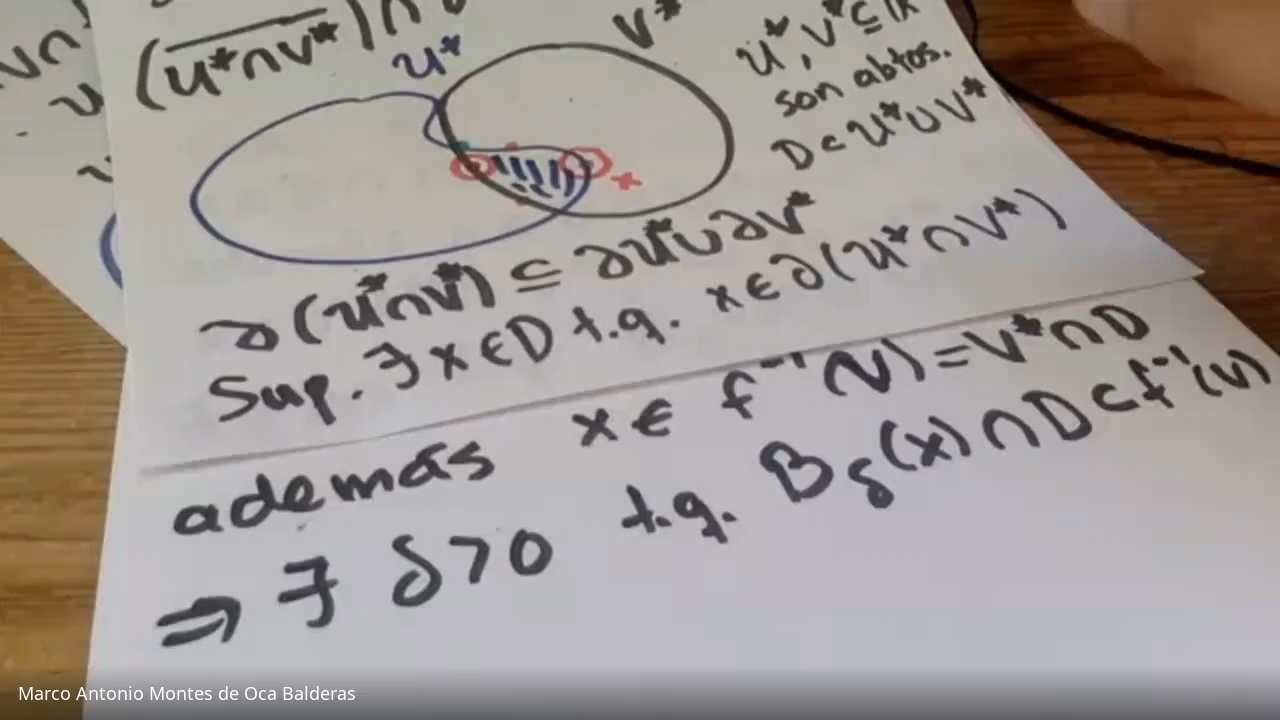 (U*∩V*)∩
U*
V*
U*, V* ⊆ R
son abtos.
D ⊂ U* ∪ V*
x
∂(U*∩V*) ⊆ ∂U* ∪ ∂V*
Sup. ∃ x ∈ D t.q. x ∈ ∂(U* ∩ V*)
además x ∈ f⁻¹(V) = V* ∩ D
⇒ ∃ δ > 0 t.q. B_δ(x) ∩ D ⊂ f⁻¹(V)
Marco Antonio Montes de Oca Balderas